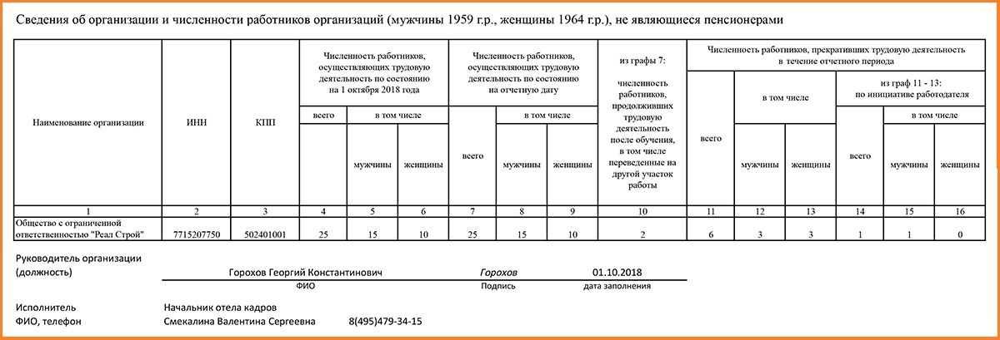 Сведения об организации и численности работников организаций (мужчины 1959 г.р., женщины 1964 г.р.), не являющиеся пенсионерами
Наименование организации
ИНН
КПП
Численность работников,
осуществляющих трудовую
деятельность по состоянию
на 1 октября 2018 года
всего
в том числе
мужчины
женщины
Численность работников,
осуществляющих трудовую
деятельность по состоянию
на отчетную дату
всего
в том числе
мужчины
женщины
из графы 7:
численность
работников,
продолживших
трудовую
деятельность
после обучения,
в том числе
переведенные на
другой участок
работы
Численность работников, прекративших трудовую деятельность
в течение отчетного периода
всего
в том числе
мужчины
женщины
из граф 11 - 13:
по инициативе работодателя
всего
в том числе
мужчины
женщины
1 2 3 4 5 6 7 8 9 10 11 12 13 14 15 16
Общество с ограниченной
ответственностью "Реал Строй" 7715207750 502401001 25 15 10 25 15 10 2 6 3 3 1 1 0
Руководитель организации
(должность) Горохов Георгий Константинович Горохов 01.10.2018
ФИО Подпись дата заполнения
Исполнитель Начальник отела кадров
ФИО, телефон Смекалина Валентина Сергеевна 8(495)479-34-15